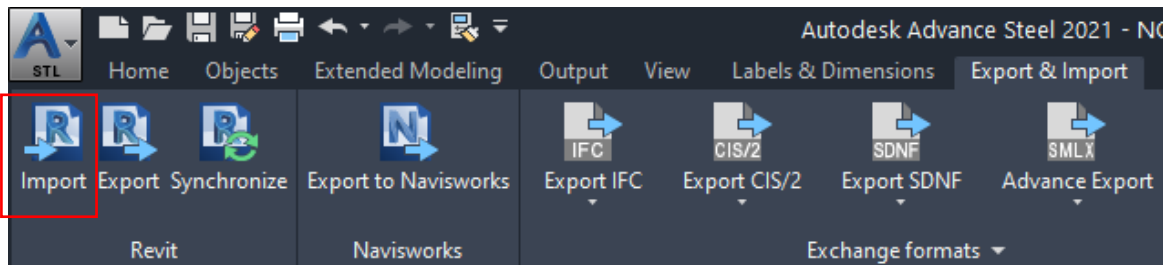 Autodesk Advance Steel 2021 - NC
STL
Home Objects Extended Modeling Output View Labels & Dimensions Export & Import
IFC CIS/2 SDNF SMLX
Import Export Synchronize Export to Navisworks Export IFC Export CIS/2 Export SDNF Advance Export
Revit Navisworks Exchange formats